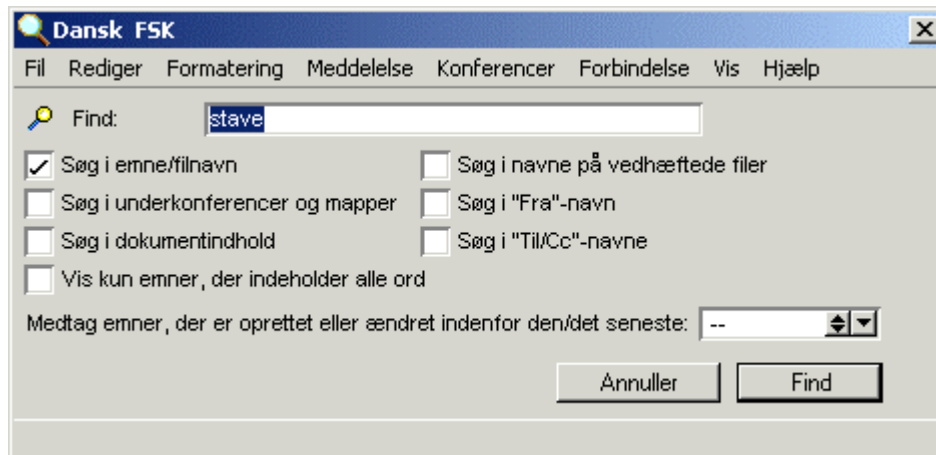 Dansk FSK
Fil Rediger Formatering Meddelelse Konferencer Forbindelse Vis Hjælp
Find: stave
Søg i emne/filnavn Søg i navne på vedhæftede filer
Søg i underkonferencer og mapper Søg i "Fra"-navn
Søg i dokumentindhold Søg i "Til/Cc"-navne
Vis kun emner, der indeholder alle ord
Medtag emner, der er oprettet eller ændret indenfor den/det seneste: --
Annuller Find